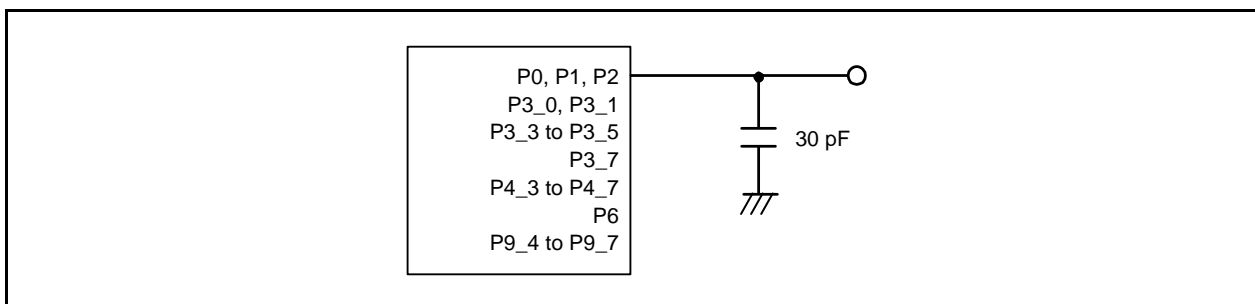 P0, P1, P2
P3_0, P3_1
P3_3 to P3_5
P3_7
P4_3 to P4_7
P6
P9_4 to P9_7
30 pF